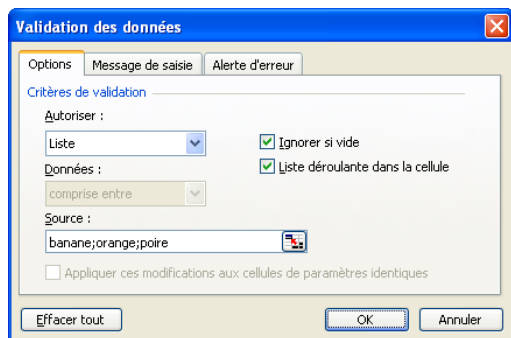 Validation des données
Options Message de saisie Alerte d'erreur
Critères de validation
Autoriser :
Liste
Ignorer si vide
Données :
Liste déroulante dans la cellule
comprise entre
Source :
banane;orange;poire
Appliquer ces modifications aux cellules de paramètres identiques
Effacer tout OK Annuler